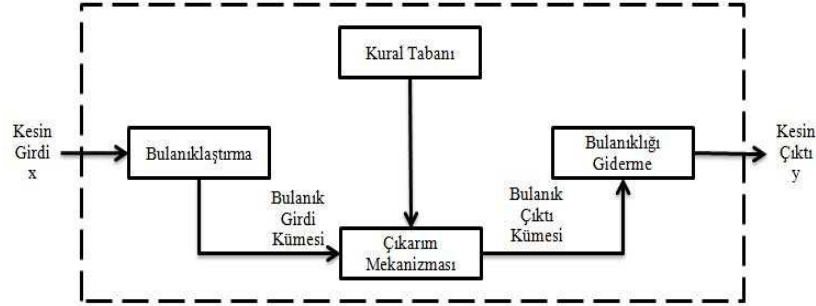 Kural Tabanı
Kesin
Girdi
x
Bulanıklaştırma
Bulanıklığı
Giderme
Kesin
Çıktı
y
Bulanık
Girdi
Kümesi
Çıkarım
Mekanizması
Bulanık
Çıktı
Kümesi